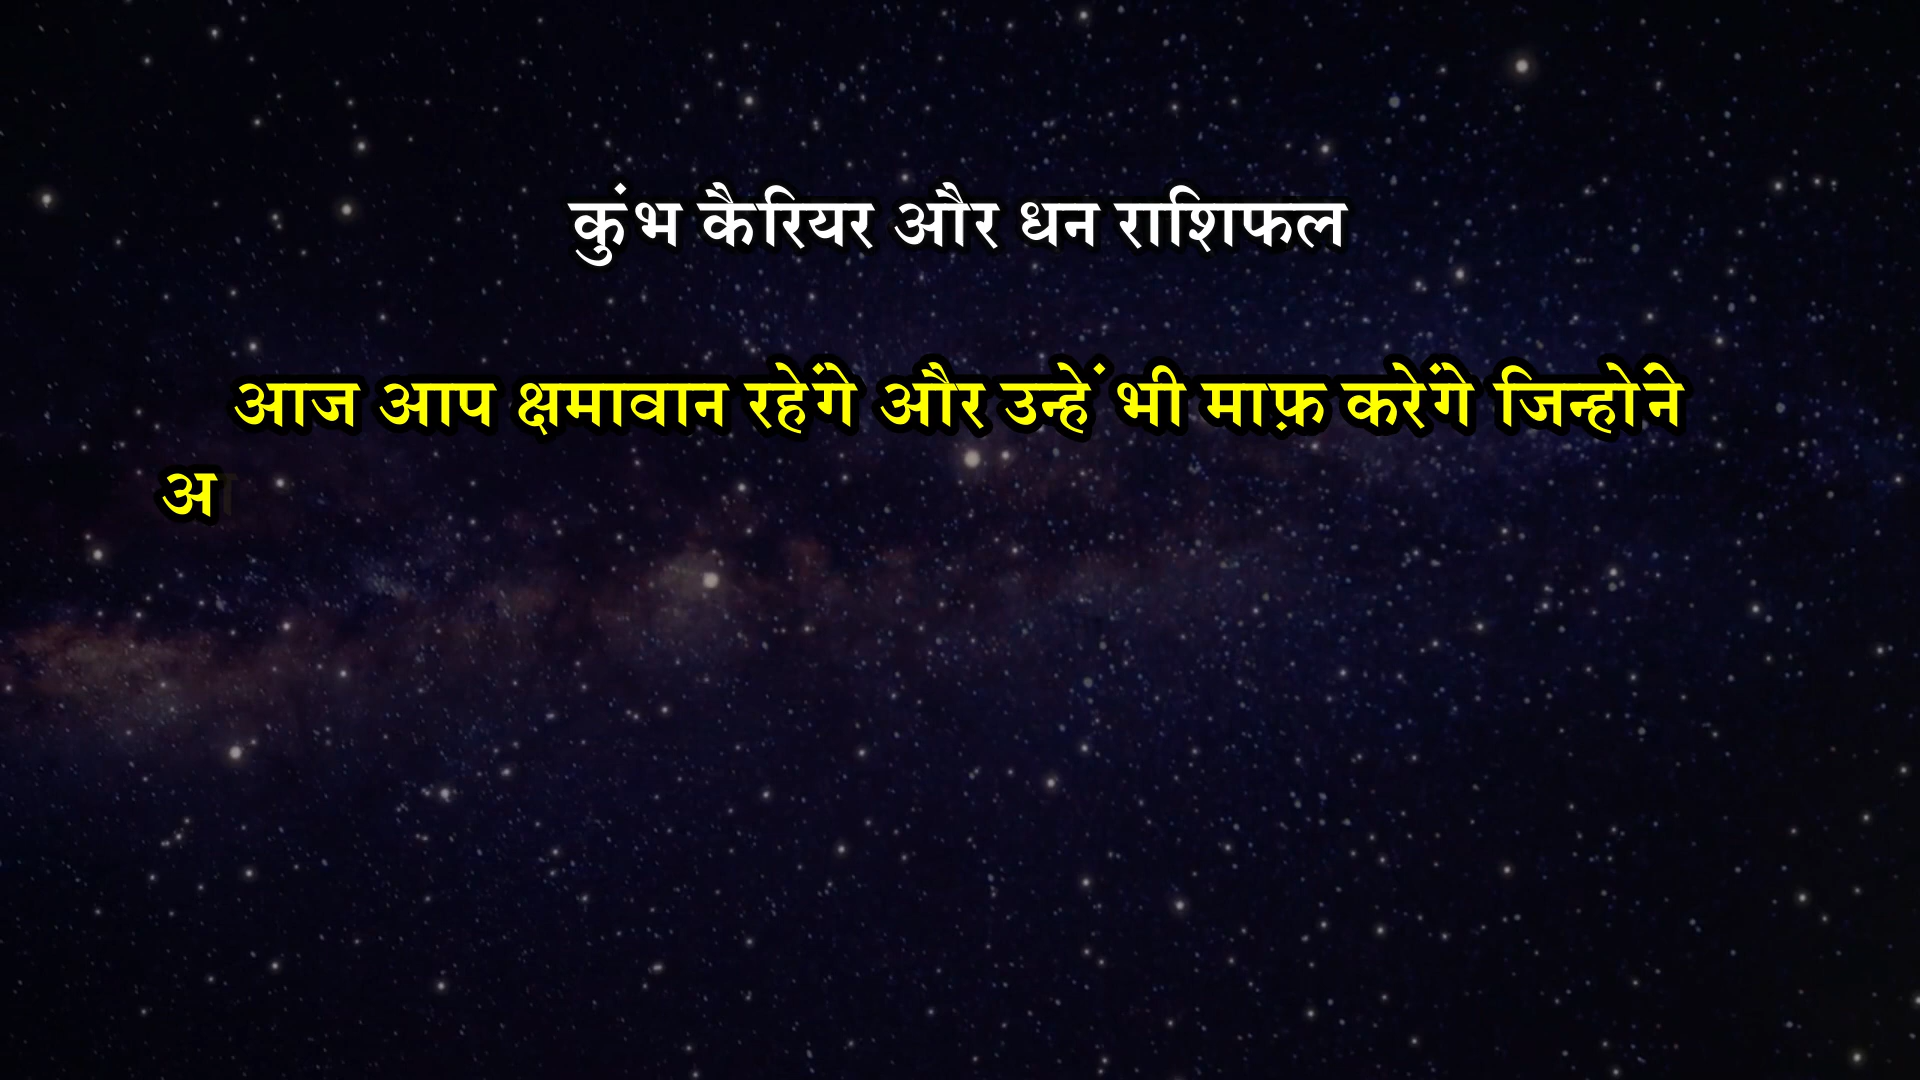 कुंभ कैरियर और धन राशिफल
आज आप क्षमावान रहेंगे और उन्हें भी माफ़ करेंगे जिन्होंने
अ